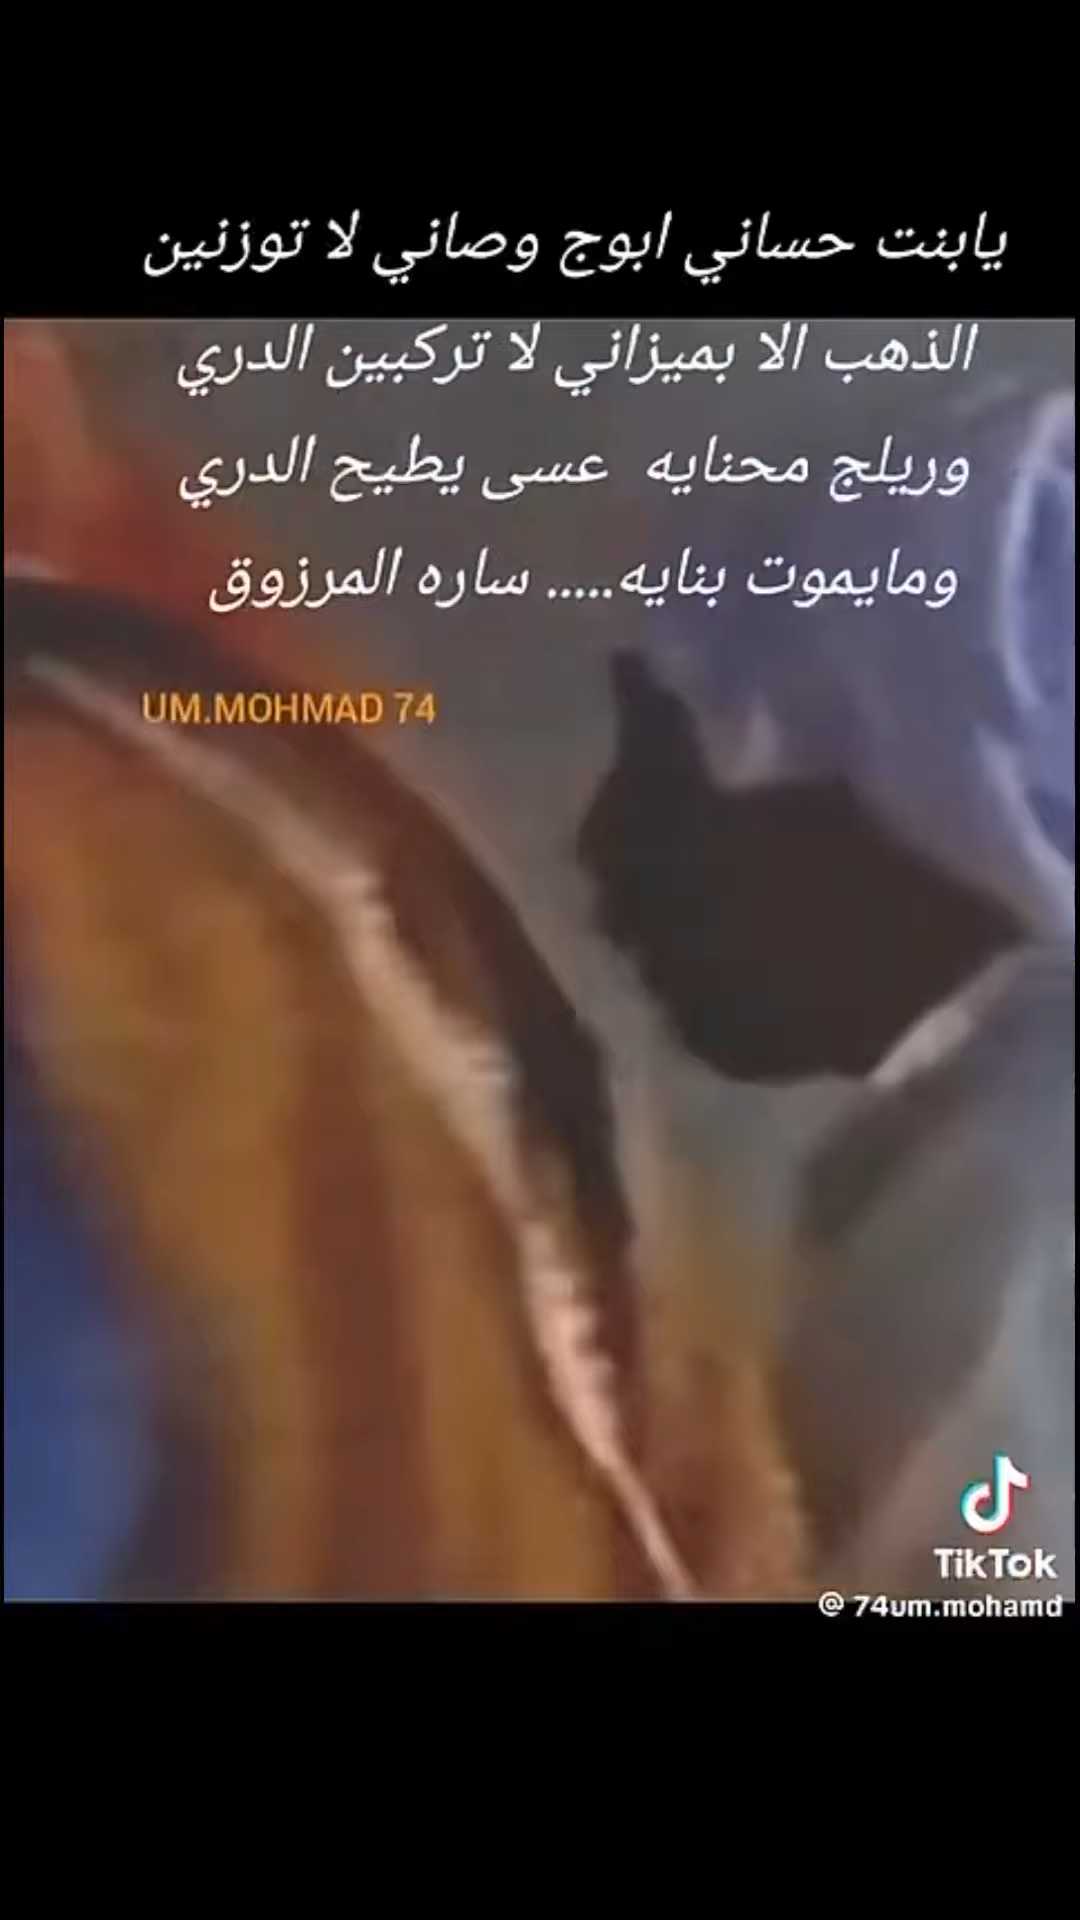 يابنت حساني ابوج وصاني لا توزنين
الذهب الا بميزاني لا تركبين الدري
وريلج محنايه عسى يطيح الدري
ومايموت بنايه..... ساره المرزوق
UM.MOHMAD 74
TikTok
@ 74um.mohamd